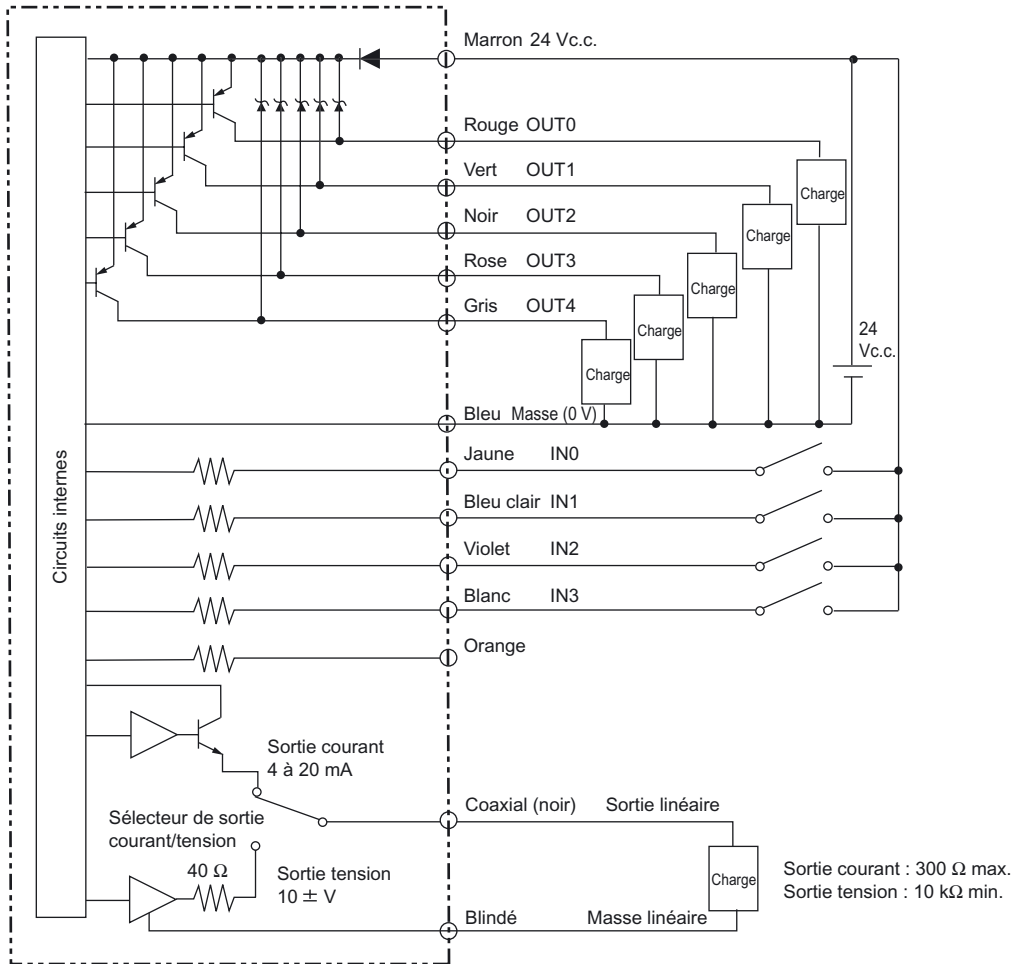 Marron 24 Vc.c.
Rouge OUT0
Vert OUT1
Noir OUT2
Rose OUT3
Gris OUT4
Charge
Charge
Charge
Charge
Charge
24
Vc.c.
Bleu Masse (0 V)
Jaune IN0
Bleu clair IN1
Violet IN2
Blanc IN3
Orange
Circuits internes
Sortie courant
4 à 20 mA
Sélecteur de sortie
courant/tension
40 Ω
Sortie tension
10 ± V
Coaxial (noir) Sortie linéaire
Charge
Sortie courant : 300 Ω max.
Sortie tension : 10 kΩ min.
Blindé Masse linéaire